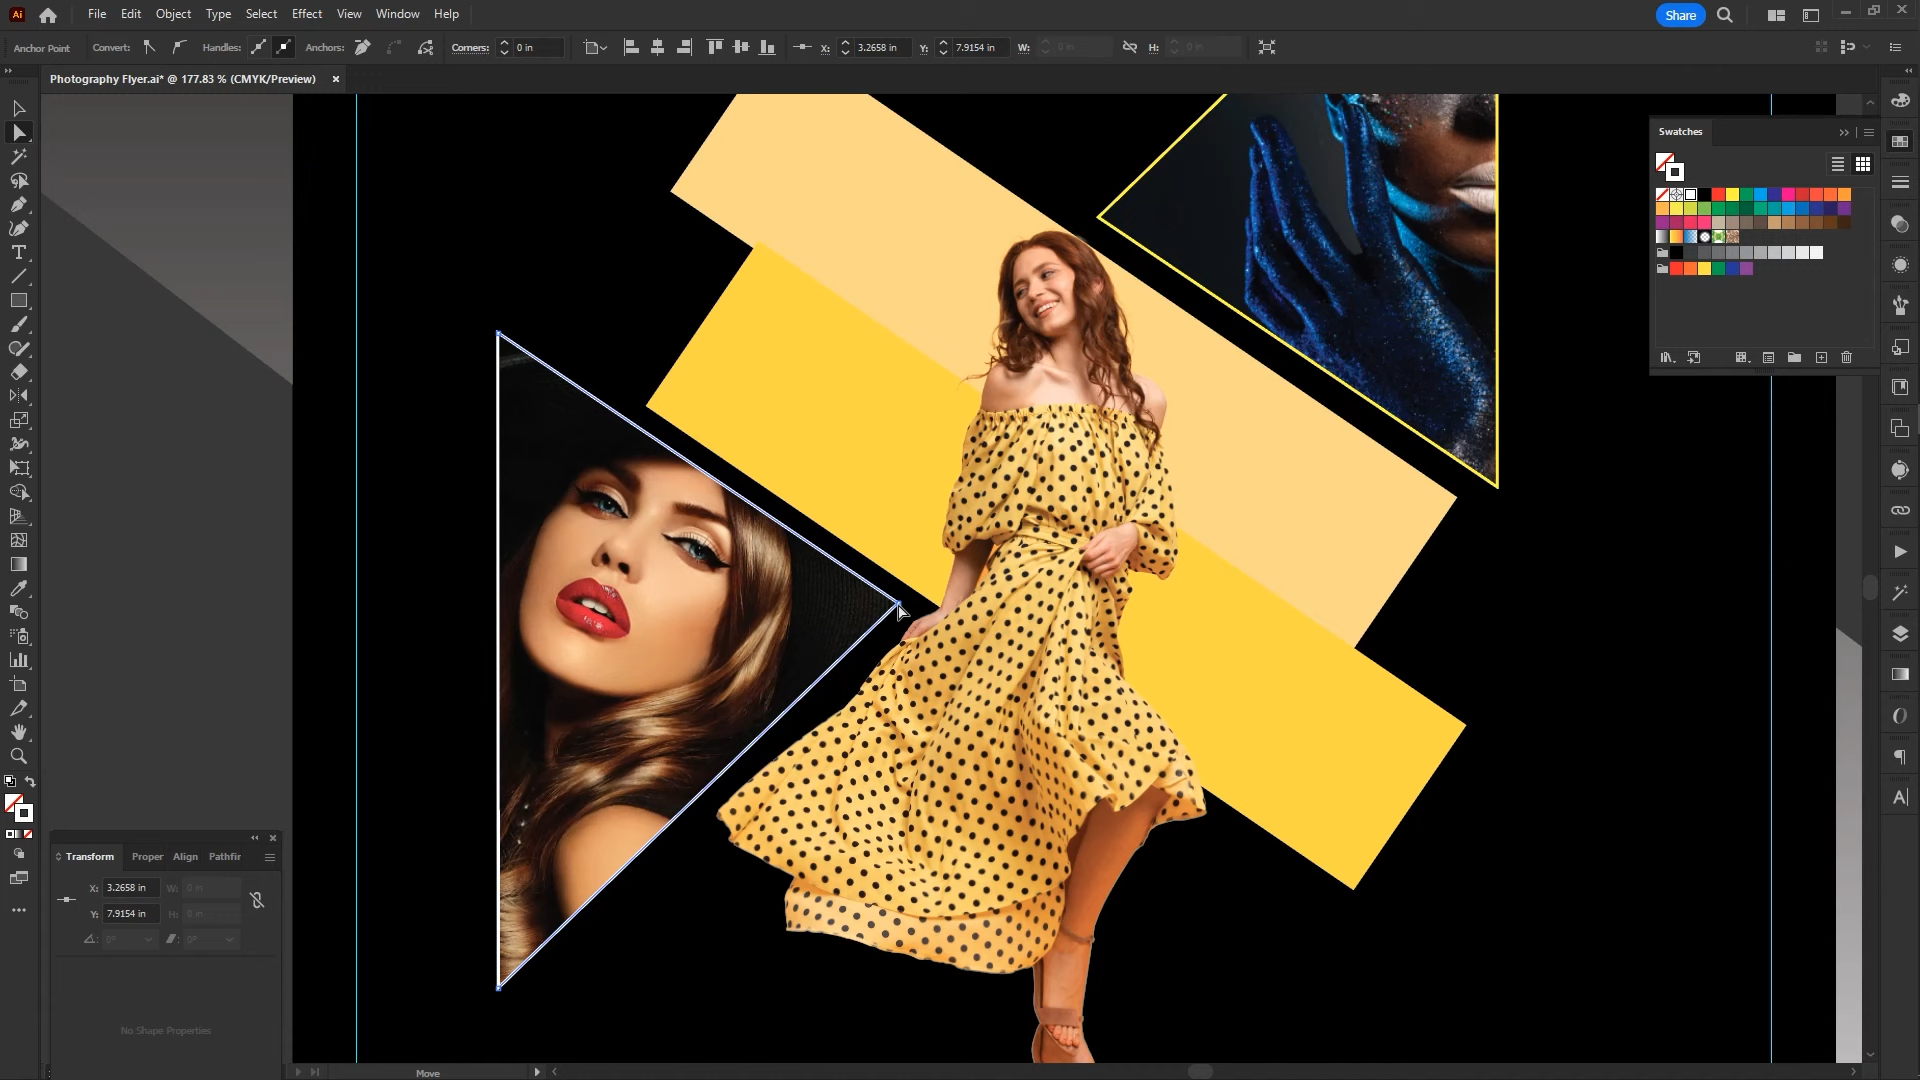 Ai File Edit Object Type Select Effect View Window Help Share
Anchor Point Convert: Handles: Anchors: Corners: 0 in X: 3.2658 in Y: 7.9154 in W: 0 in H: 0 in
Photography Flyer.ai* @ 177.83 % (CMYK/Preview)
Swatches
Transform Proper Align Pathfir
X: 3.2658 in W: 0 in
Y: 7.9154 in H: 0 in
0° 0°
No Shape Properties
Move